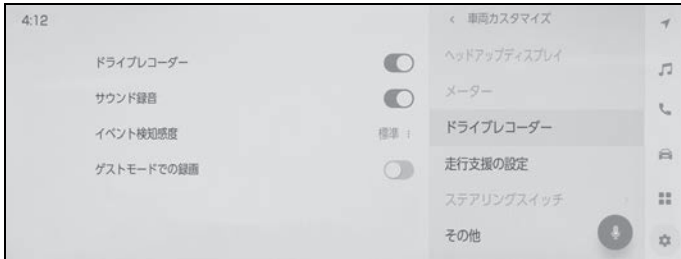 4:12
ドライブレコーダー
サウンド録音
イベント検知感度 標準
ゲストモードでの録画
車両カスタマイズ
ヘッドアップディスプレイ
メーター
ドライブレコーダー
走行支援の設定
ステアリングスイッチ
その他